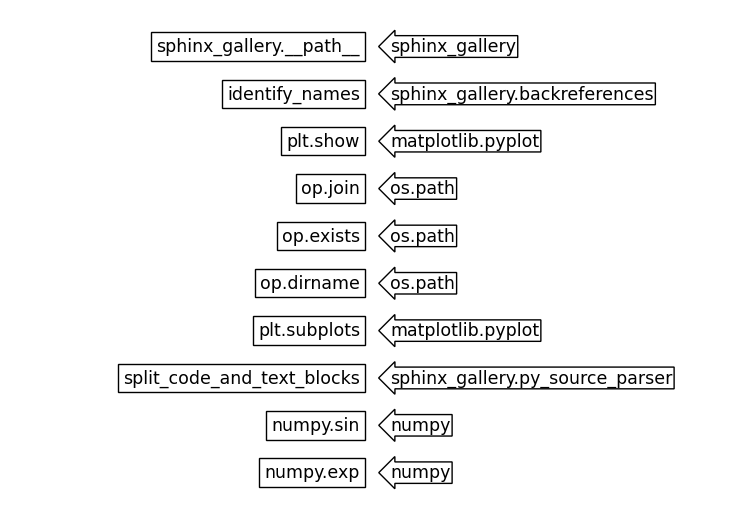 sphinx_gallery.__path__ sphinx_gallery
identify_names sphinx_gallery.backreferences
plt.show matplotlib.pyplot
op.join os.path
op.exists os.path
op.dirname os.path
plt.subplots matplotlib.pyplot
split_code_and_text_blocks sphinx_gallery.py_source_parser
numpy.sin numpy
numpy.exp numpy